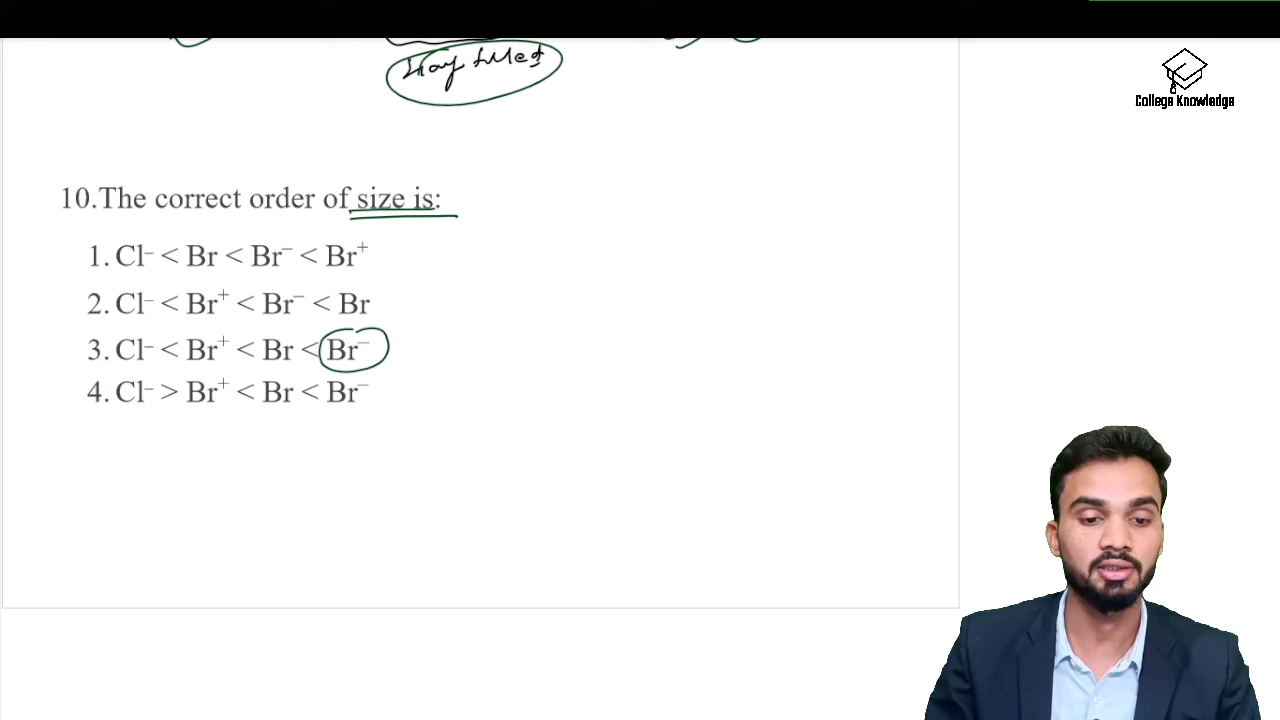 filled
College Knowledge
10.The correct order of size is:
1. Cl⁻ < Br < Br⁻ < Br⁺
2. Cl⁻ < Br⁺ < Br⁻ < Br
3. Cl⁻ < Br⁺ < Br < Br⁻
4. Cl⁻ > Br⁺ < Br < Br⁻